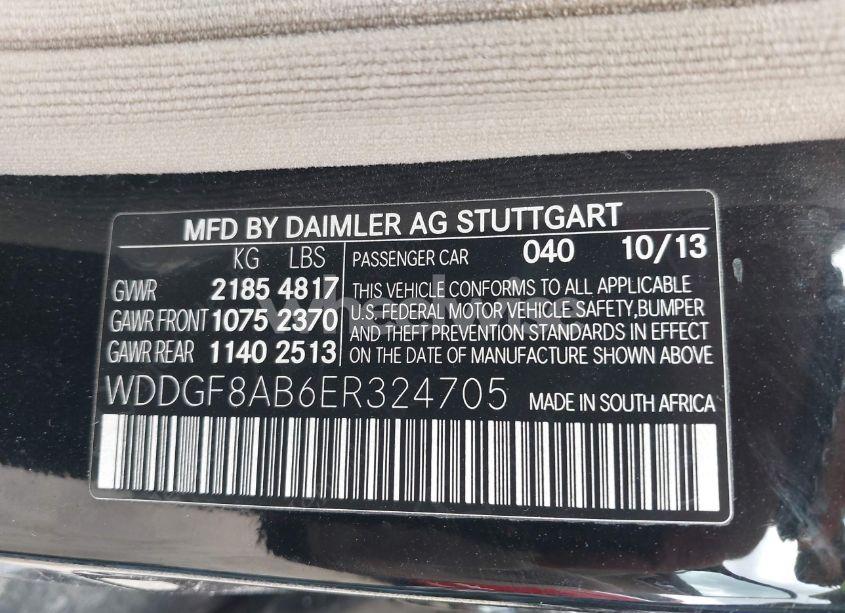 MFD BY DAIMLER AG STUTTGART
KG LBS PASSENGER CAR 040 10/13
GVWR 2185 4817 THIS VEHICLE CONFORMS TO ALL APPLICABLE
GAWR FRONT 1075 2370 U.S. FEDERAL MOTOR VEHICLE SAFETY, BUMPER
AND THEFT PREVENTION STANDARDS IN EFFECT
GAWR REAR 1140 2513 ON THE DATE OF MANUFACTURE SHOWN ABOVE
WDDGF8AB6ER324705 MADE IN SOUTH AFRICA